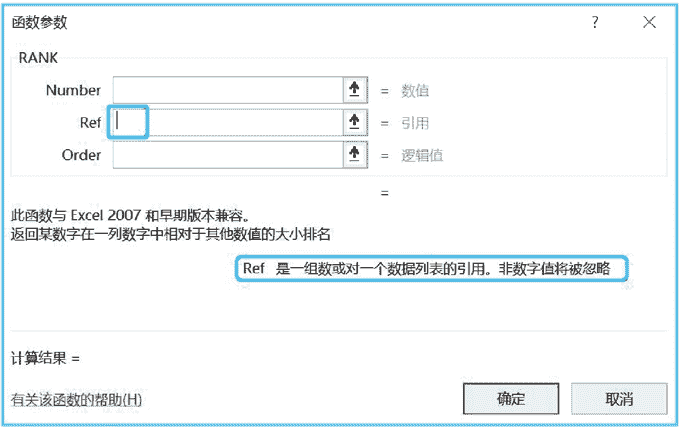 函数参数 ?
RANK
Number = 数值
Ref = 引用
Order = 逻辑值
=
此函数与 Excel 2007 和早期版本兼容。
返回某数字在一列数字中相对于其他数值的大小排名
Ref 是一组数或对一个数据列表的引用。非数字值将被忽略
计算结果 =
有关该函数的帮助(H)
确定
取消